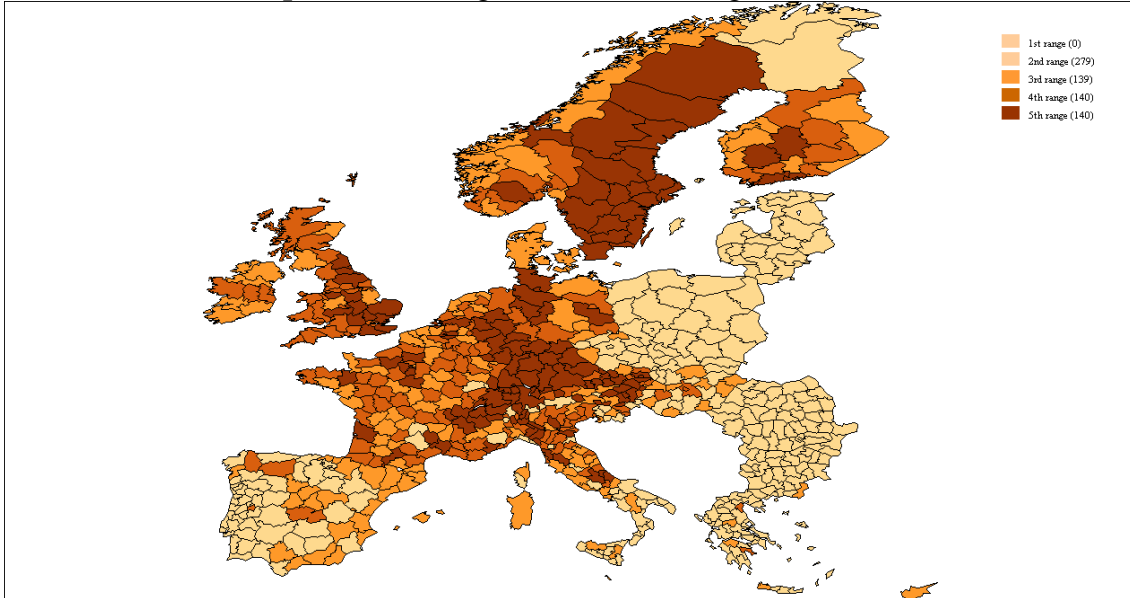 1st range (0)
2nd range (279)
3rd range (139)
4th range (140)
5th range (140)